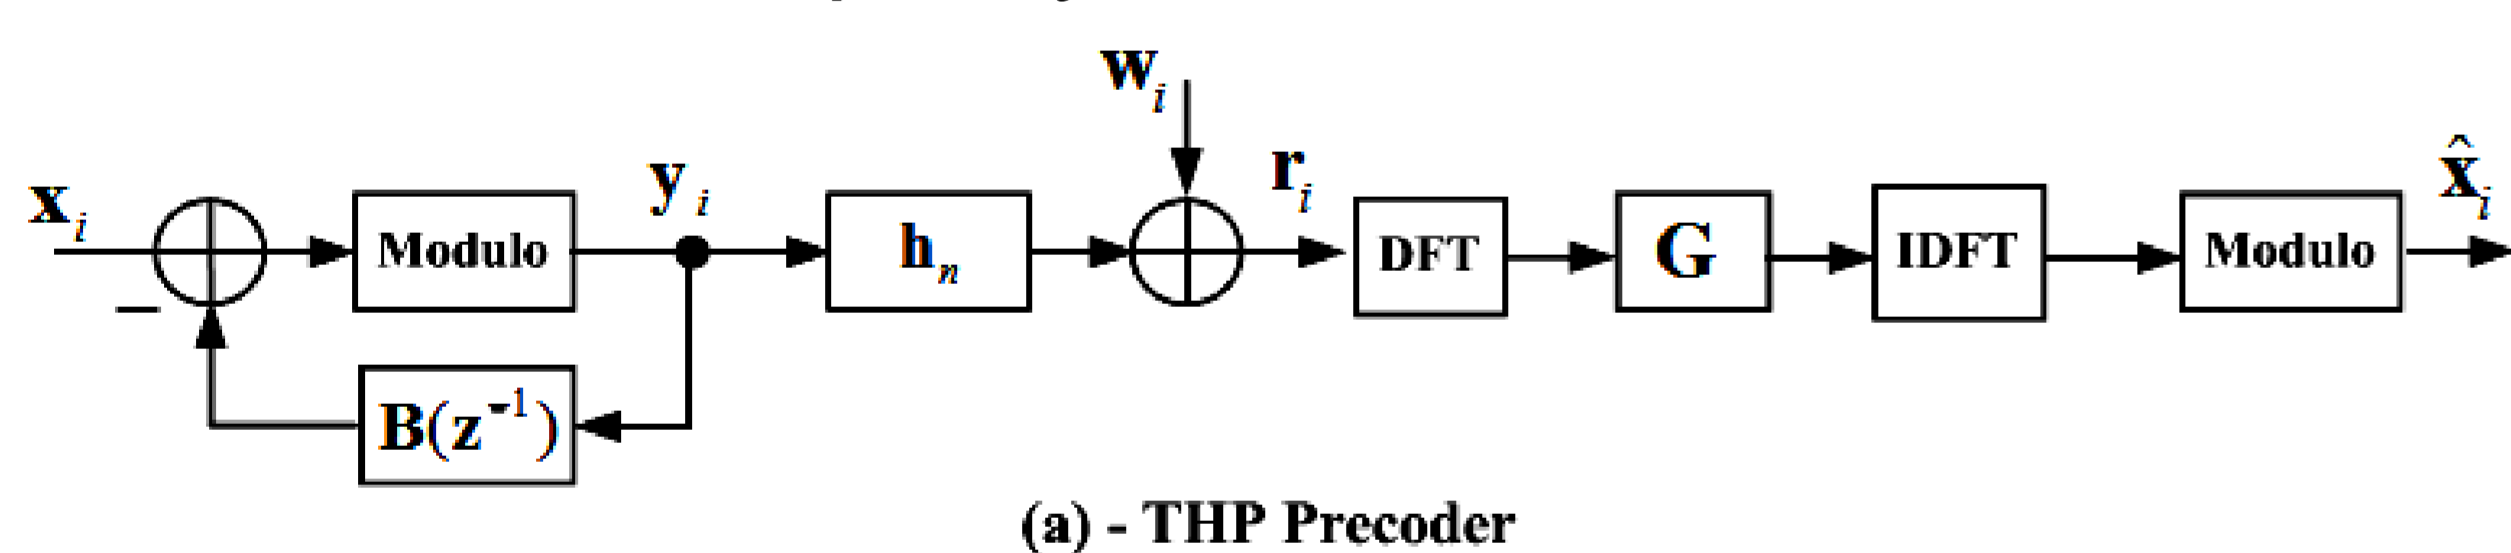 w_i
x_i
Modulo
y_i
h_n
r_i
DFT
G
IDFT
Modulo
x̂_i
−
B(z^{-1})
(a) - THP Precoder